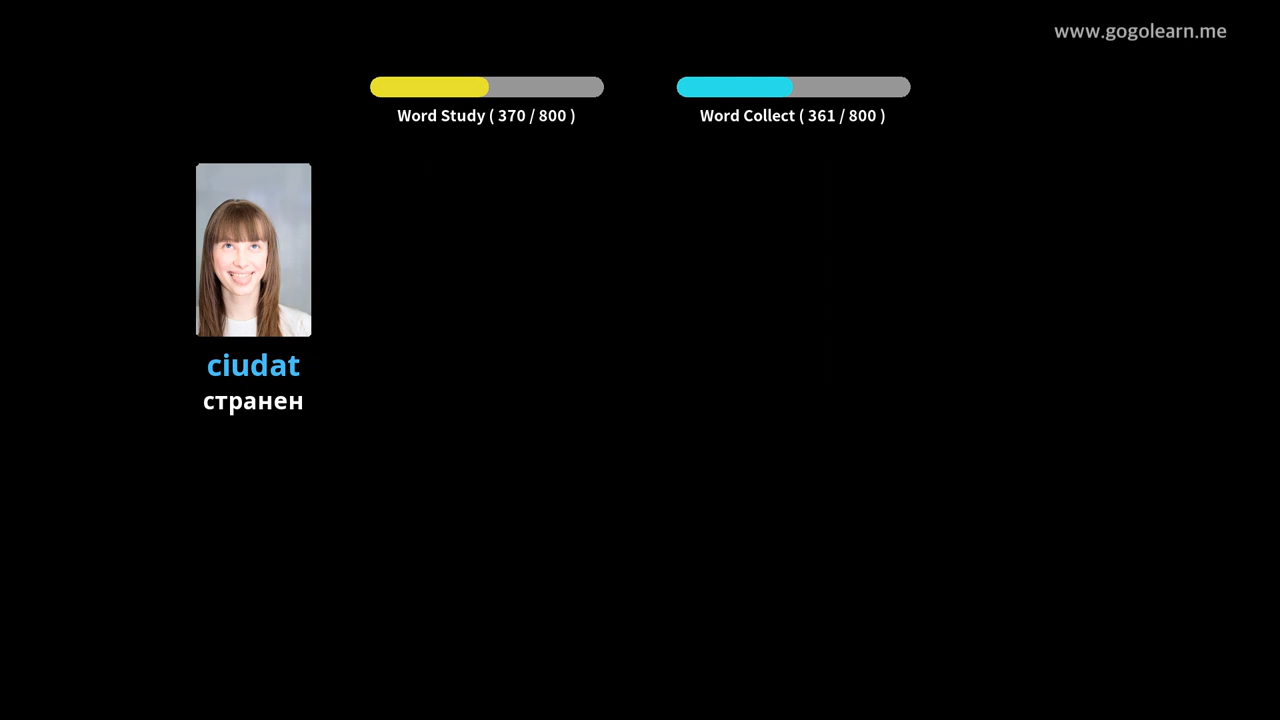 www.gogolearn.me
Word Study ( 370 / 800 )
Word Collect ( 361 / 800 )
ciudat
странен